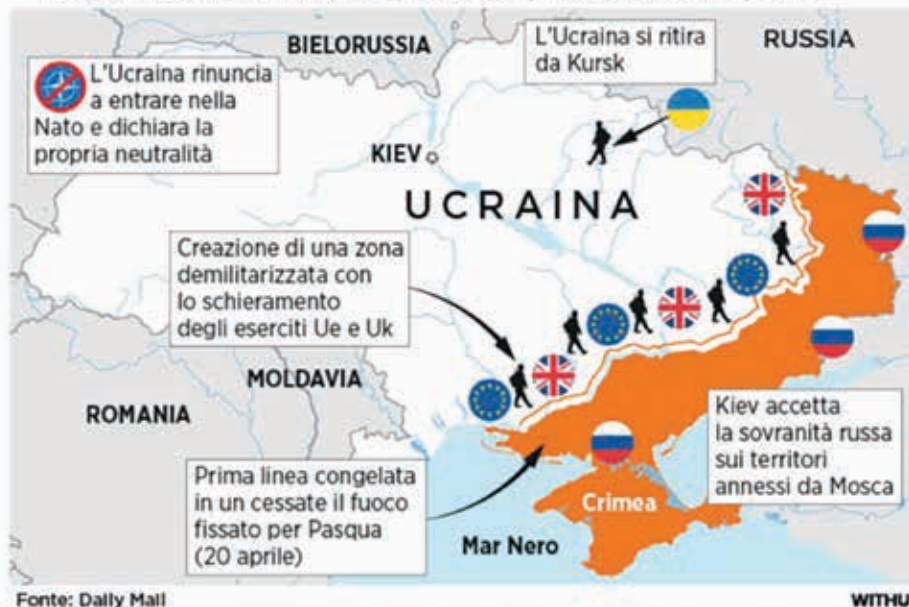 BIELORUSSIA
L'Ucraina si ritira
da Kursk
RUSSIA
L'Ucraina rinuncia
a entrare nella
Nato e dichiara la
propria neutralità
KIEV
UCRAINA
Creazione di una zona
demilitarizzata con
lo schieramento
degli eserciti Ue e Uk
MOLDAVIA
ROMANIA
Kiev accetta
la sovranità russa
sui territori
annessi da Mosca
Prima linea congelata
in un cessate il fuoco
fissato per Pasqua
(20 aprile)
Crimea
Mar Nero
Fonte: Daily Mail
WITHUB